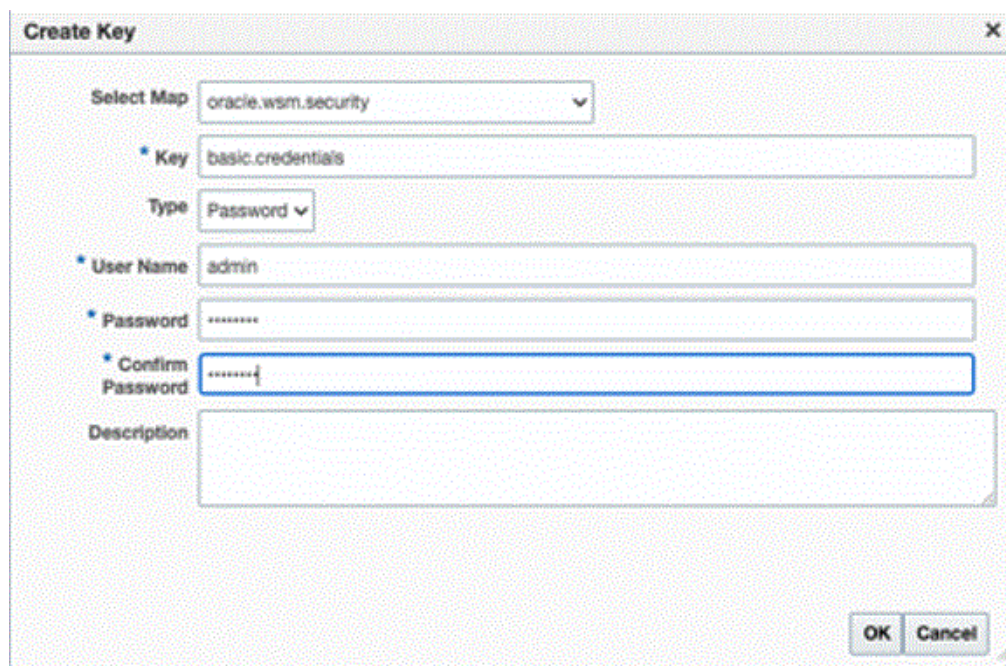 Create Key
Select Map oracle.wsm.security
* Key basic.credentials
Type Password
* User Name admin
* Password ••••••••
* Confirm Password ••••••••
Description
OK Cancel